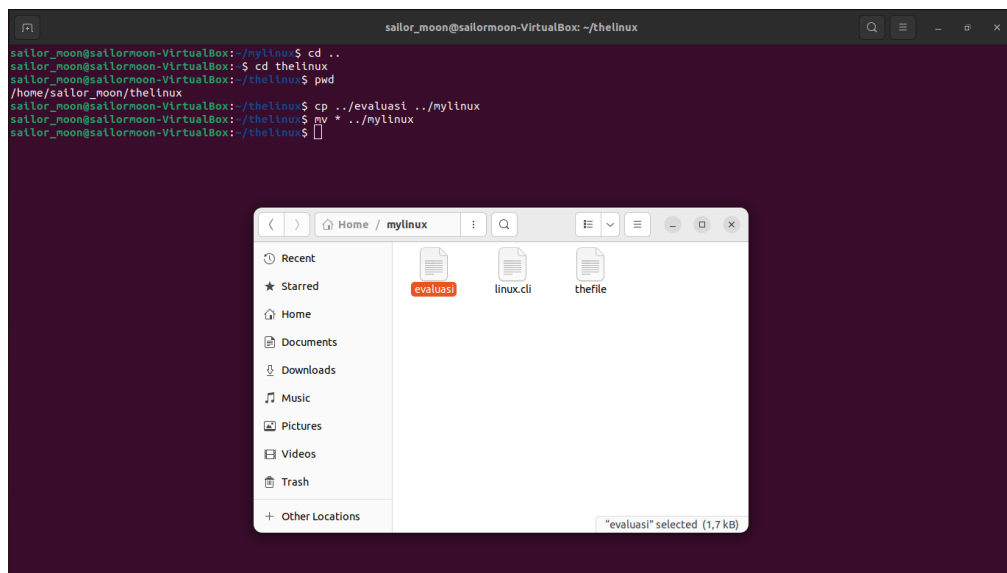 sailor_moon@sailormoon-VirtualBox: ~/thelinux
sailor_moon@sailormoon-VirtualBox:~/mylinux$ cd ..
sailor_moon@sailormoon-VirtualBox:~$ cd thelinux
sailor_moon@sailormoon-VirtualBox:~/thelinux$ pwd
/home/sailor_moon/thelinux
sailor_moon@sailormoon-VirtualBox:~/thelinux$ cp ../evaluasi ../mylinux
sailor_moon@sailormoon-VirtualBox:~/thelinux$ mv * ../mylinux
sailor_moon@sailormoon-VirtualBox:~/thelinux$
Home / mylinux
Recent
Starred
Home
Documents
Downloads
Music
Pictures
Videos
Trash
+ Other Locations
evaluasi
linux.cli
thefile
"evaluasi" selected (1,7 kB)